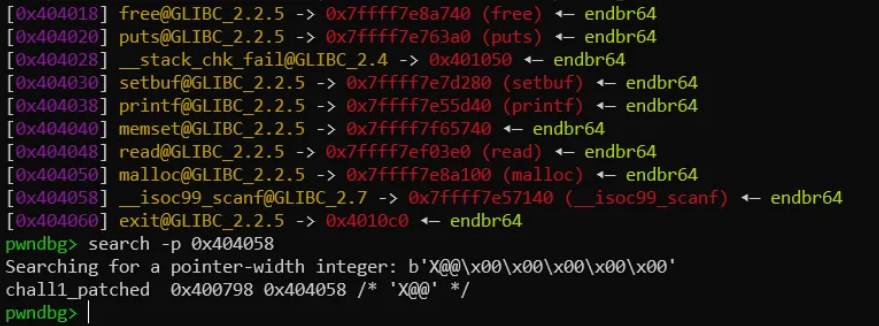 [0x404018] free@GLIBC_2.2.5 -> 0x7ffff7e8a740 (free) ◂— endbr64
[0x404020] puts@GLIBC_2.2.5 -> 0x7ffff7e763a0 (puts) ◂— endbr64
[0x404028] __stack_chk_fail@GLIBC_2.4 -> 0x401050 ◂— endbr64
[0x404030] setbuf@GLIBC_2.2.5 -> 0x7ffff7e7d280 (setbuf) ◂— endbr64
[0x404038] printf@GLIBC_2.2.5 -> 0x7ffff7e55d40 (printf) ◂— endbr64
[0x404040] memset@GLIBC_2.2.5 -> 0x7ffff7f65740 ◂— endbr64
[0x404048] read@GLIBC_2.2.5 -> 0x7ffff7ef03e0 (read) ◂— endbr64
[0x404050] malloc@GLIBC_2.2.5 -> 0x7ffff7e8a100 (malloc) ◂— endbr64
[0x404058] __isoc99_scanf@GLIBC_2.7 -> 0x7ffff7e57140 (__isoc99_scanf) ◂— endbr64
[0x404060] exit@GLIBC_2.2.5 -> 0x4010c0 ◂— endbr64
pwndbg> search -p 0x404058
Searching for a pointer-width integer: b'X@@\x00\x00\x00\x00\x00'
chall1_patched  0x400798 0x404058 /* 'X@@' */
pwndbg>